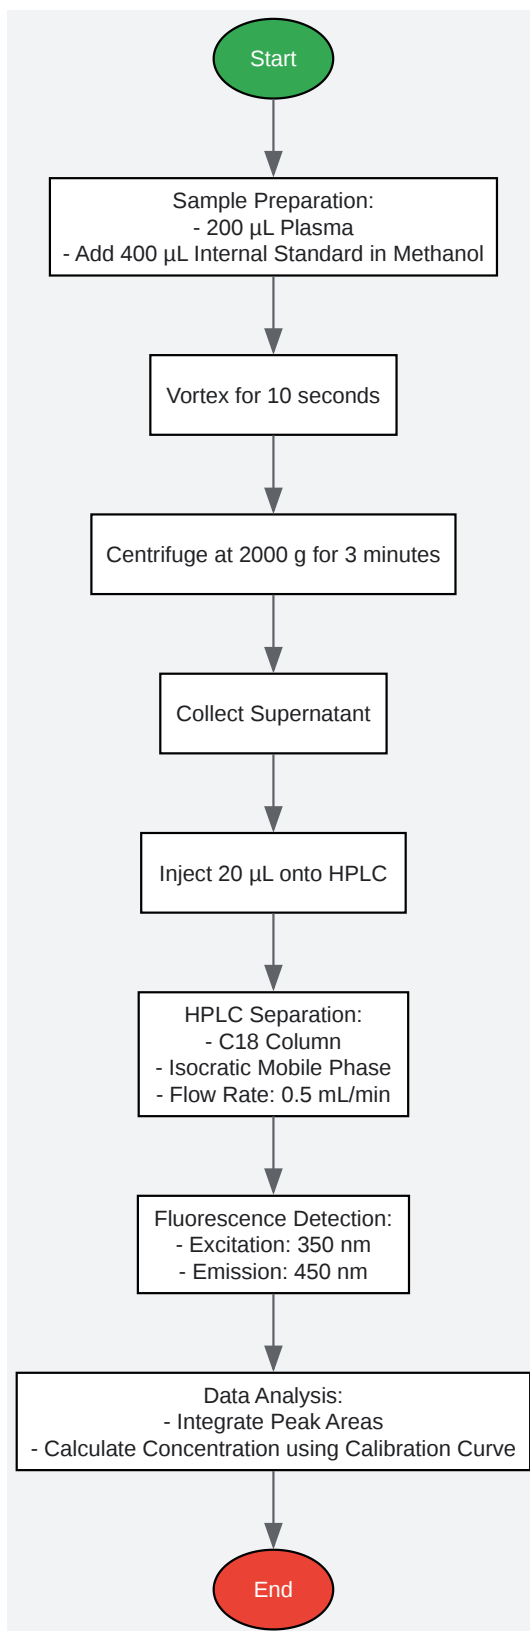 Start
Sample Preparation:
- 200 µL Plasma
- Add 400 µL Internal Standard in Methanol
Vortex for 10 seconds
Centrifuge at 2000 g for 3 minutes
Collect Supernatant
Inject 20 µL onto HPLC
HPLC Separation:
- C18 Column
- Isocratic Mobile Phase
- Flow Rate: 0.5 mL/min
Fluorescence Detection:
- Excitation: 350 nm
- Emission: 450 nm
Data Analysis:
- Integrate Peak Areas
- Calculate Concentration using Calibration Curve
End